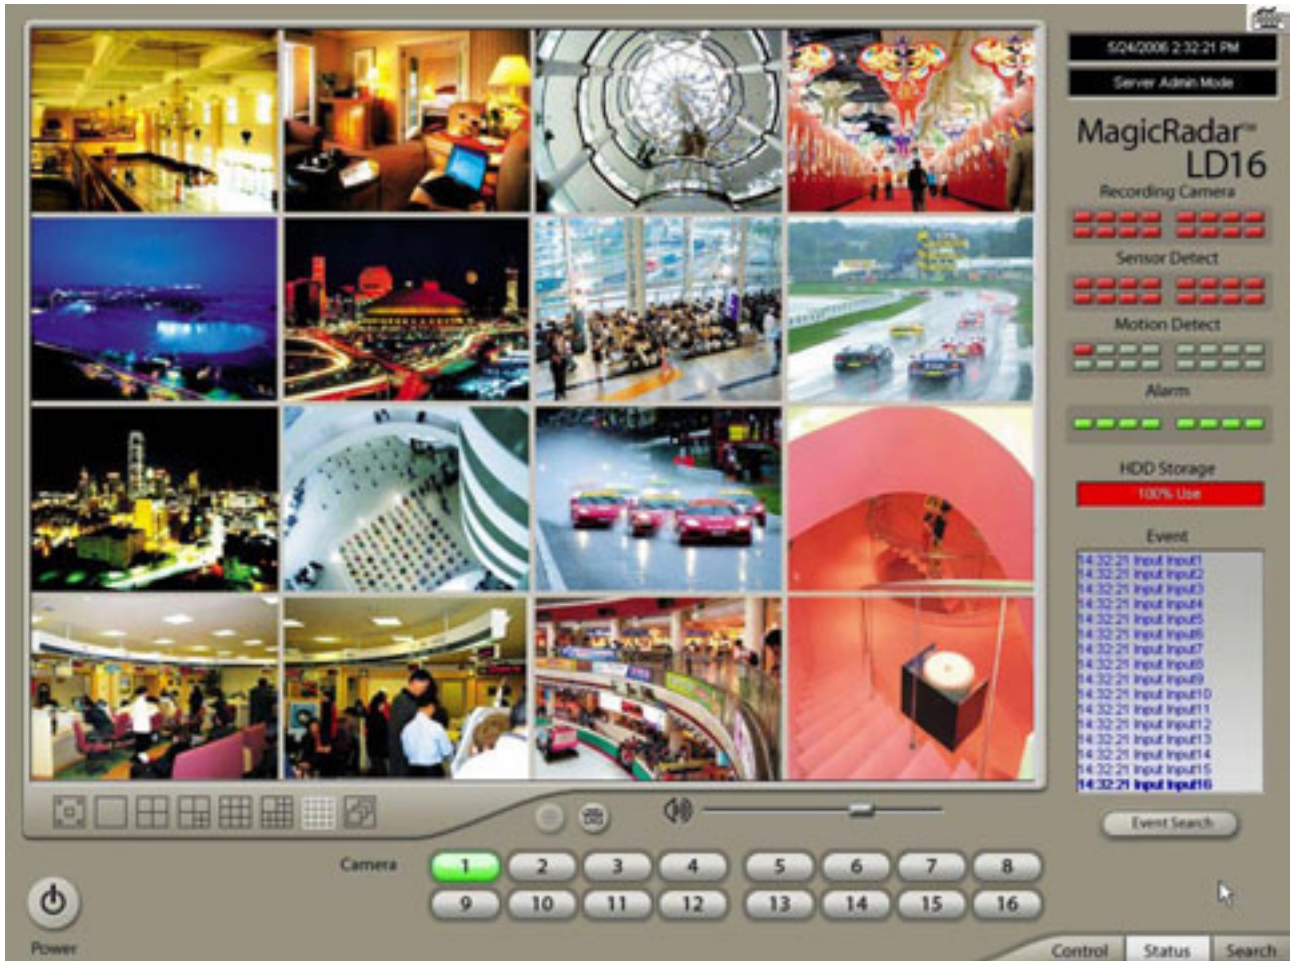 5/24/2006 2:32:21 PM
Server Admin Mode
MagicRadar™
LD16
Recording Camera
Sensor Detect
Motion Detect
Alarm
HDD Storage
100% Use
Event
14:32:21 Input Input1
14:32:21 Input Input2
14:32:21 Input Input3
14:32:21 Input Input4
14:32:21 Input Input5
14:32:21 Input Input6
14:32:21 Input Input7
14:32:21 Input Input8
14:32:21 Input Input9
14:32:21 Input Input10
14:32:21 Input Input11
14:32:21 Input Input12
14:32:21 Input Input13
14:32:21 Input Input14
14:32:21 Input Input15
14:32:21 Input Input16
Event Search
Camera
1 2 3 4 5 6 7 8
9 10 11 12 13 14 15 16
Power
Control Status Search